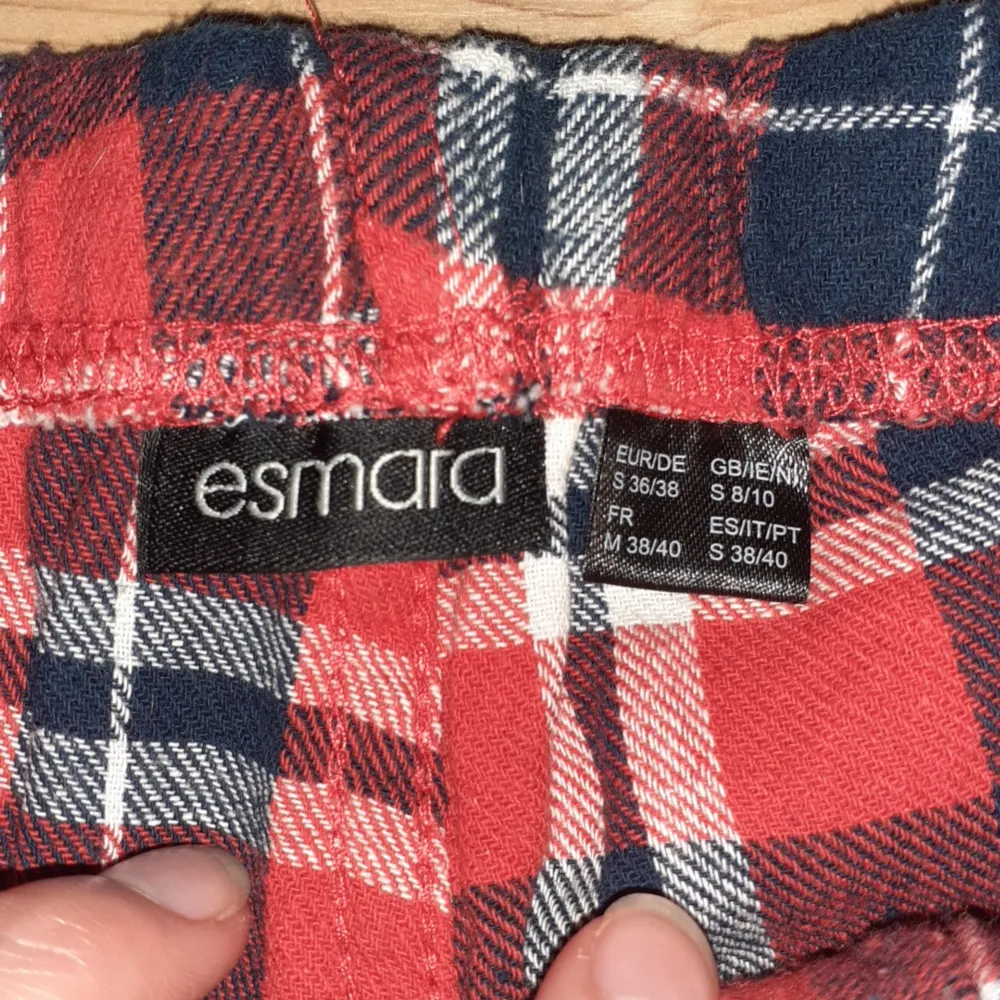 esmara
EUR/DE GB/IE/NI
S 36/38 S 8/10
FR ES/IT/PT
M 38/40 S 38/40